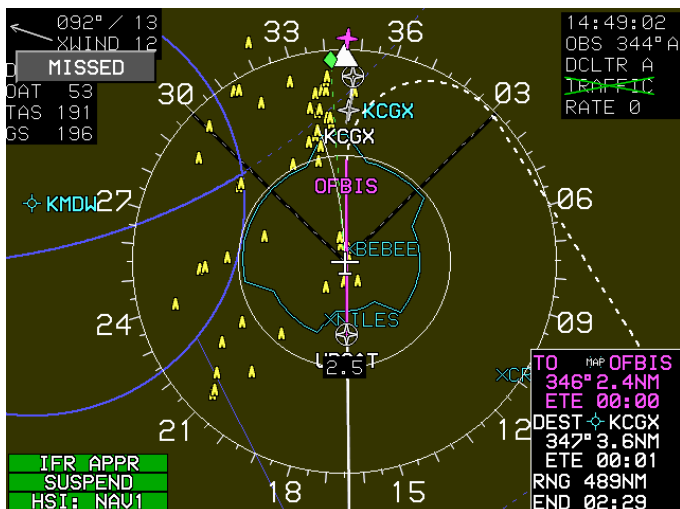 092° / 13
XWIND 12
MISSED
OAT 53
TAS 191
GS 196
14:49:02
OBS 344°A
DCLTR A
TRAFFIC
RATE 0
33
36
30
03
KCGX
KCGX
OFBIS
KMDW
27
06
BEBEE
24
NILES
09
2.5
21
12
18
15
TO MAP OFBIS
346° 2.4NM
ETE 00:00
DEST KCGX
347° 3.6NM
ETE 00:01
RNG 489NM
END 02:29
IFR APPR
SUSPEND
HSI: NAV1